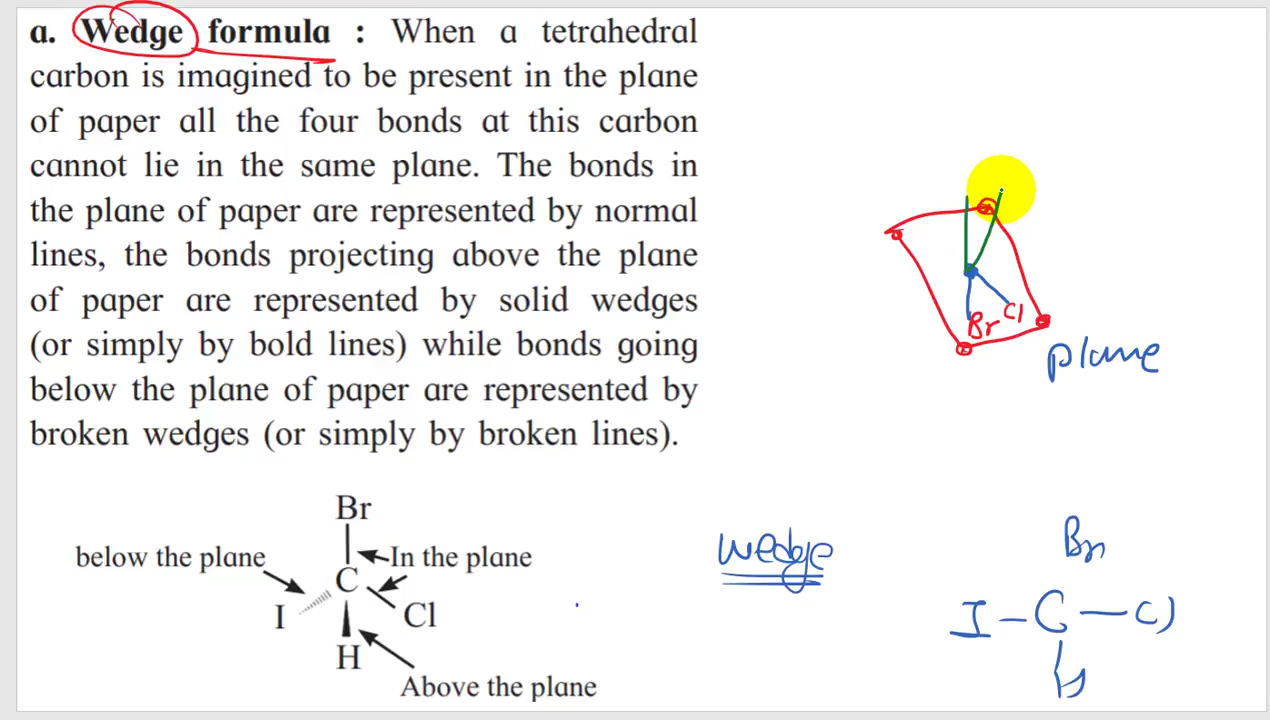 a. Wedge formula : When a tetrahedral
carbon is imagined to be present in the plane
of paper all the four bonds at this carbon
cannot lie in the same plane. The bonds in
the plane of paper are represented by normal
lines, the bonds projecting above the plane
of paper are represented by solid wedges
(or simply by bold lines) while bonds going
below the plane of paper are represented by
broken wedges (or simply by broken lines).
Br Cl
plane
Br
below the plane
In the plane
C
I
Cl
H
Above the plane
wedge
Br
I - C - Cl
H